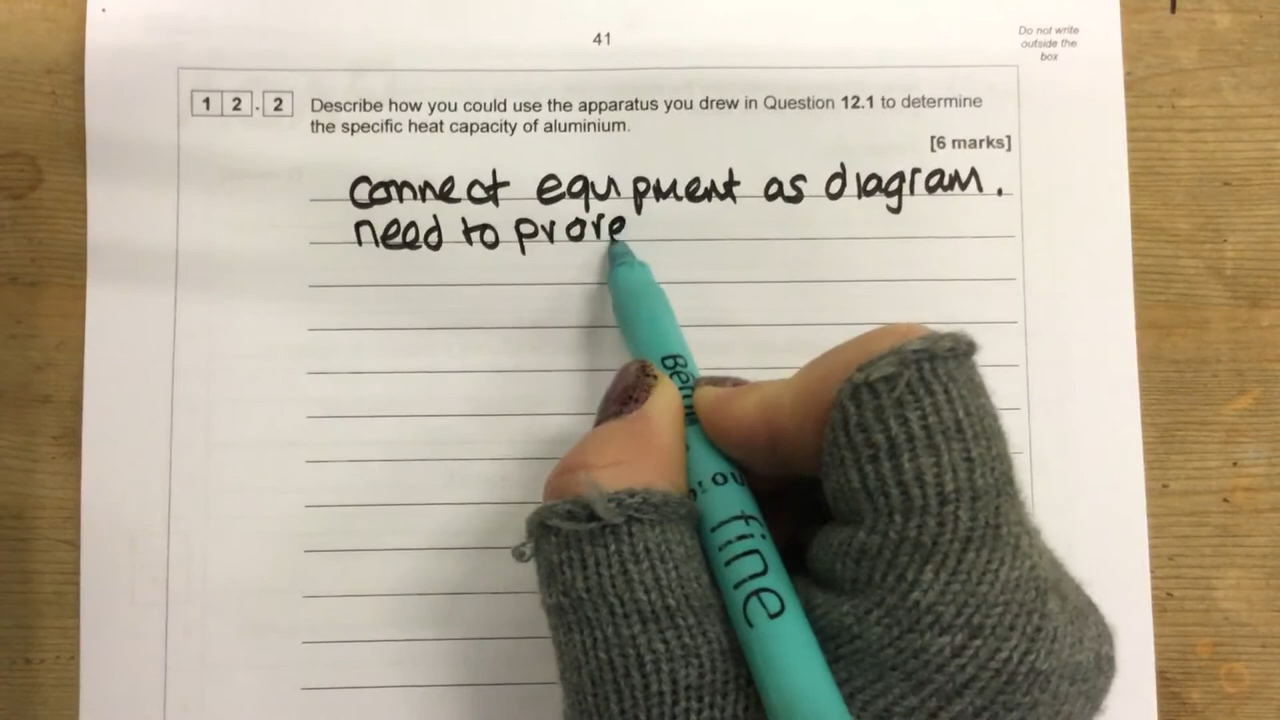 41
Do not write
outside the
box
1 2 . 2 Describe how you could use the apparatus you drew in Question 12.1 to determine
the specific heat capacity of aluminium.
[6 marks]
connect equipment as diagram.
need to prove
fine